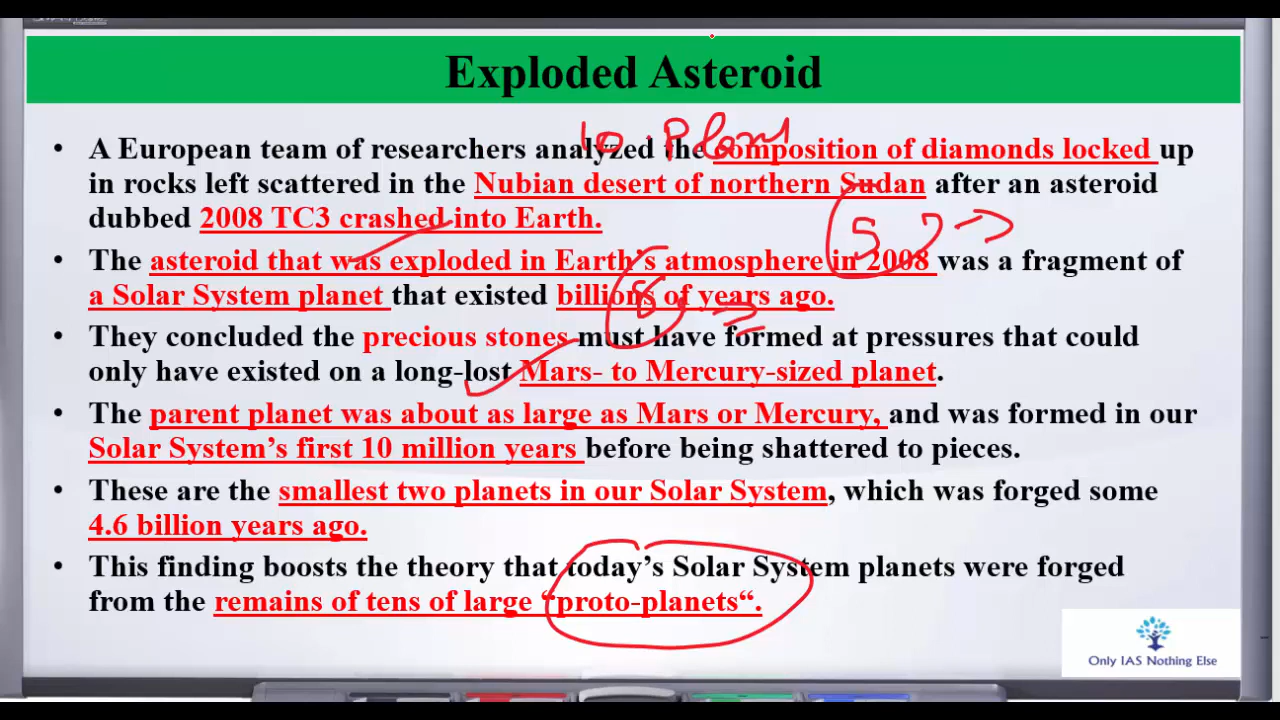 Exploded Asteroid
• A European team of researchers analyzed the composition of diamonds locked up
in rocks left scattered in the Nubian desert of northern Sudan after an asteroid
dubbed 2008 TC3 crashed into Earth.
• The asteroid that was exploded in Earth's atmosphere in 2008 was a fragment of
a Solar System planet that existed billions of years ago.
• They concluded the precious stones must have formed at pressures that could
only have existed on a long-lost Mars- to Mercury-sized planet.
• The parent planet was about as large as Mars or Mercury, and was formed in our
Solar System's first 10 million years before being shattered to pieces.
• These are the smallest two planets in our Solar System, which was forged some
4.6 billion years ago.
• This finding boosts the theory that today's Solar System planets were forged
from the remains of tens of large “proto-planets“.
Only IAS Nothing Else
10